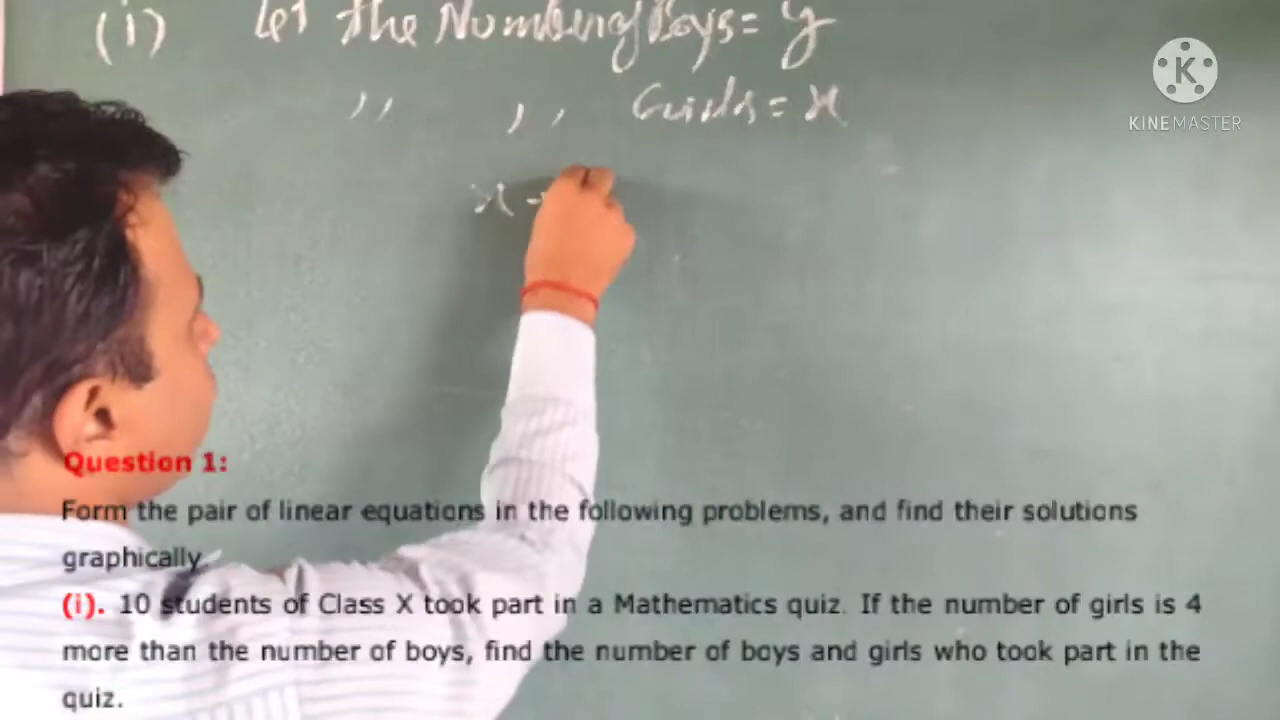 (i) Let the Number of Boys = y
,, ,, Girls = x
x -
KINEMASTER
Question 1:
Form the pair of linear equations in the following problems, and find their solutions
graphically.
(i). 10 students of Class X took part in a Mathematics quiz. If the number of girls is 4
more than the number of boys, find the number of boys and girls who took part in the
quiz.